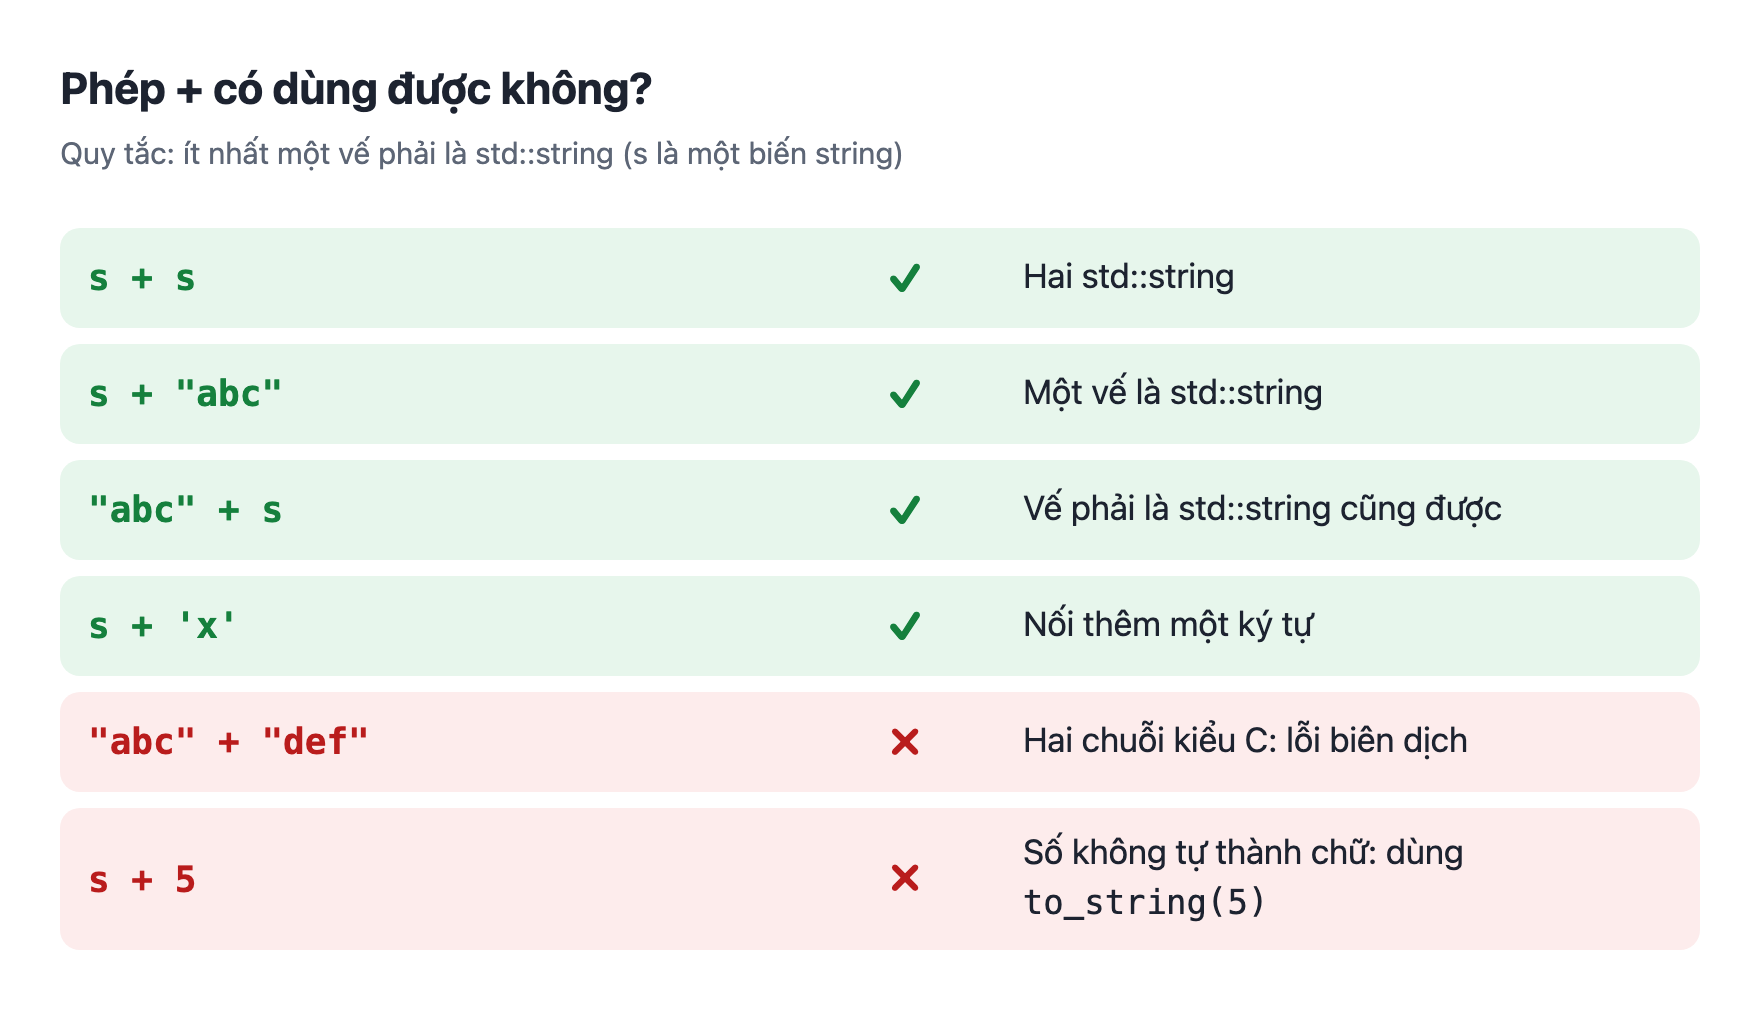 Phép + có dùng được không?
Quy tắc: ít nhất một vế phải là std::string (s là một biến string)
s + s ✔ Hai std::string
s + "abc" ✔ Một vế là std::string
"abc" + s ✔ Vế phải là std::string cũng được
s + 'x' ✔ Nối thêm một ký tự
"abc" + "def" ✖ Hai chuỗi kiểu C: lỗi biên dịch
s + 5 ✖ Số không tự thành chữ: dùng
to_string(5)